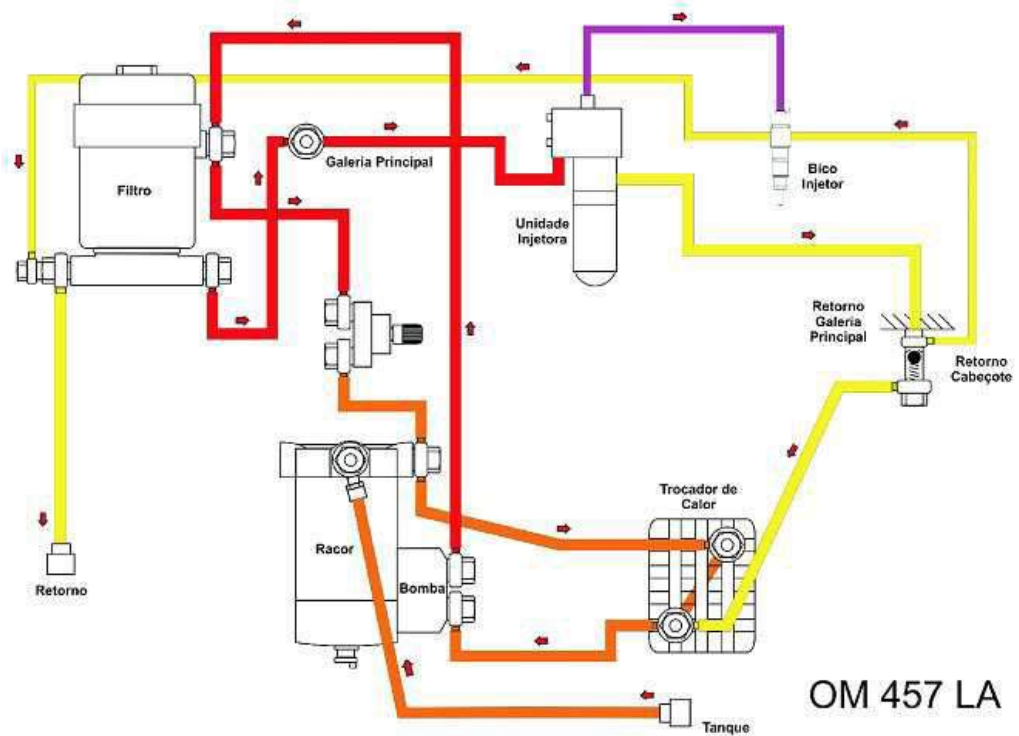 Galeria Principal
Filtro
Bico
Injetor
Unidade
Injetora
Retorno
Galeria
Principal
Retorno
Cabeçote
Trocador de
Calor
Racor
Bomba
Retorno
OM 457 LA
Tanque